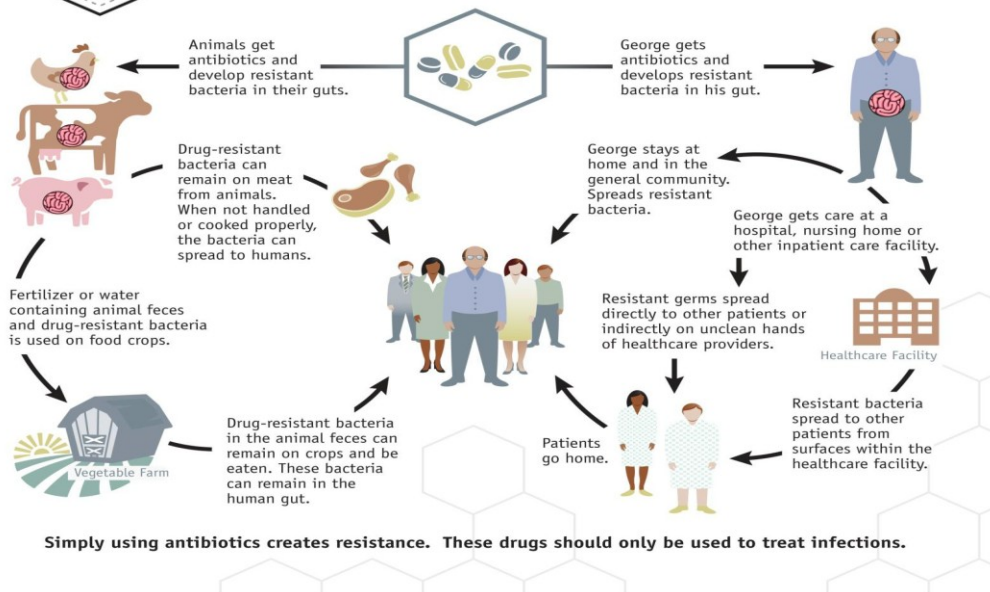 Animals get
antibiotics and
develop resistant
bacteria in their guts.
George gets
antibiotics and
develops resistant
bacteria in his gut.
Drug-resistant
bacteria can
remain on meat
from animals.
When not handled
or cooked properly,
the bacteria can
spread to humans.
George stays at
home and in the
general community.
Spreads resistant
bacteria.
George gets care at a
hospital, nursing home or
other inpatient care facility.
Fertilizer or water
containing animal feces
and drug-resistant bacteria
is used on food crops.
Resistant germs spread
directly to other patients or
indirectly on unclean hands
of healthcare providers.
Healthcare Facility
Vegetable Farm
Drug-resistant bacteria
in the animal feces can
remain on crops and be
eaten. These bacteria
can remain in the
human gut.
Patients
go home.
Resistant bacteria
spread to other
patients from
surfaces within the
healthcare facility.
Simply using antibiotics creates resistance. These drugs should only be used to treat infections.